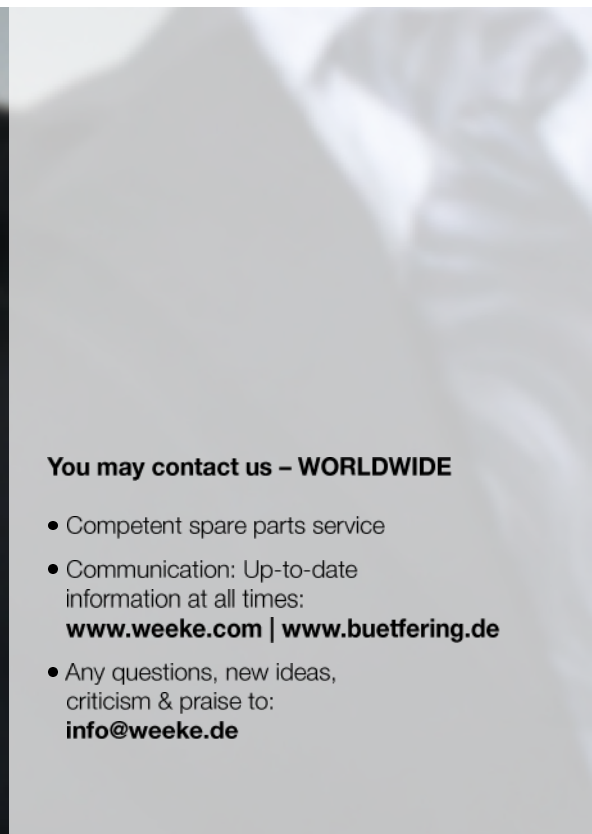 You may contact us – WORLDWIDE
• Competent spare parts service
• Communication: Up-to-date
information at all times:
www.weeke.com | www.buetfering.de
• Any questions, new ideas,
criticism & praise to:
info@weeke.de